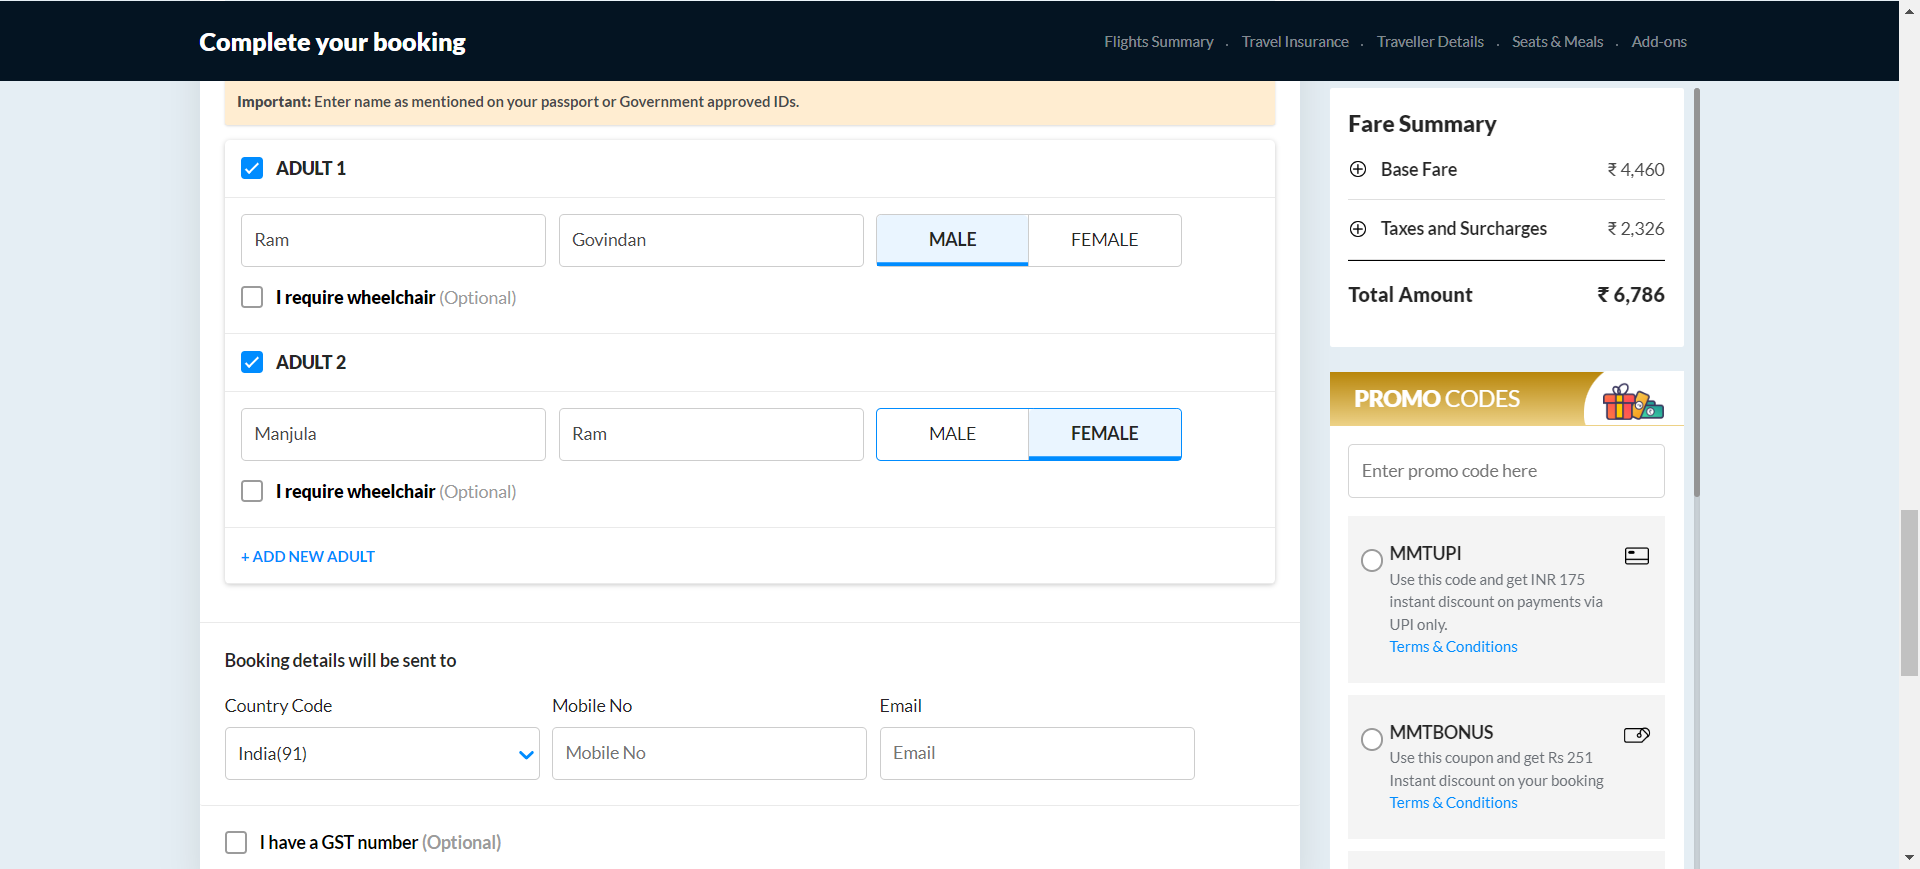 Complete your booking
Flights Summary . Travel Insurance . Traveller Details . Seats & Meals . Add-ons
Important: Enter name as mentioned on your passport or Government approved IDs.
ADULT 1
Ram
Govindan
MALE
FEMALE
I require wheelchair (Optional)
ADULT 2
Manjula
Ram
MALE
FEMALE
I require wheelchair (Optional)
+ ADD NEW ADULT
Booking details will be sent to
Country Code
Mobile No
Email
India(91)
Mobile No
Email
I have a GST number (Optional)
Fare Summary
Base Fare ₹ 4,460
Taxes and Surcharges ₹ 2,326
Total Amount ₹ 6,786
PROMO CODES
Enter promo code here
MMTUPI
Use this code and get INR 175
instant discount on payments via
UPI only.
Terms & Conditions
MMTBONUS
Use this coupon and get Rs 251
Instant discount on your booking
Terms & Conditions